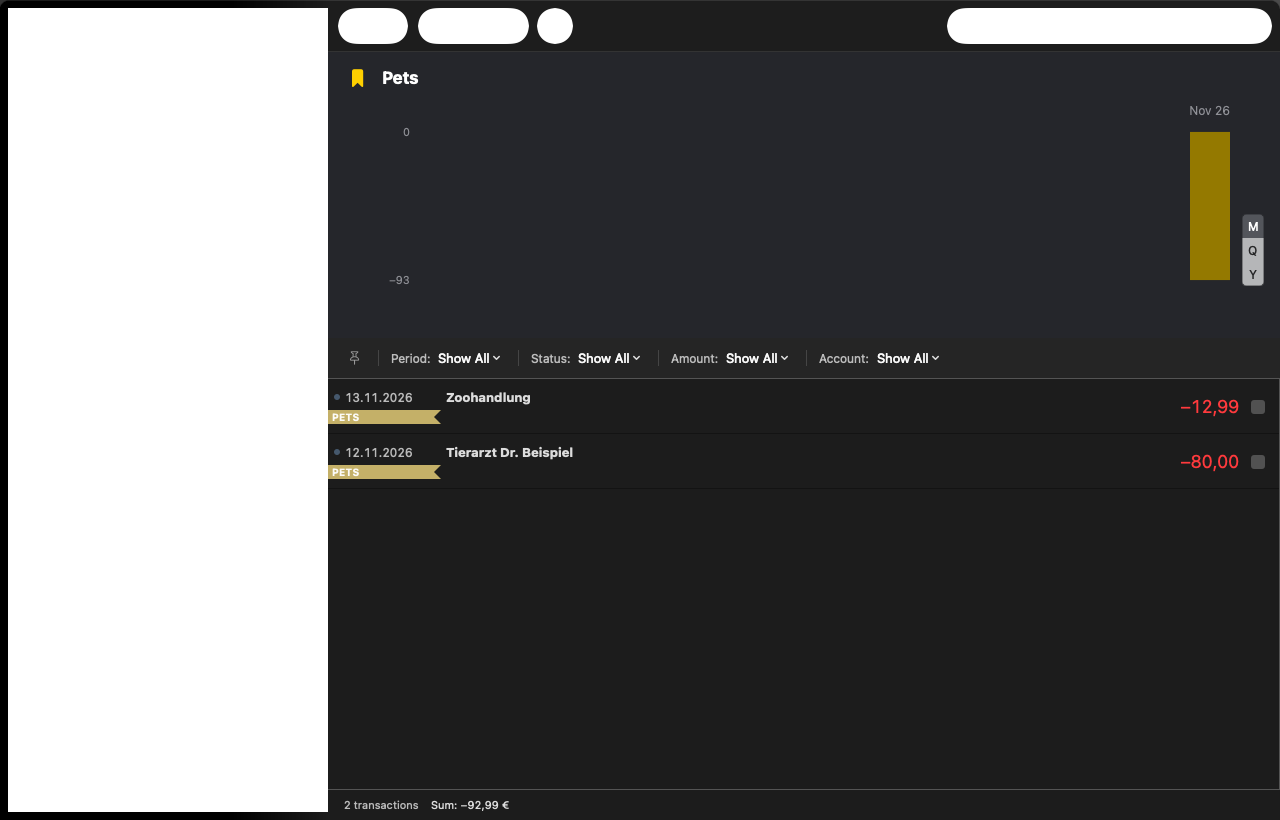 Pets
Nov 26
0
M
Q
Y
–93
Period: Show All Status: Show All Amount: Show All Account: Show All
13.11.2026 Zoohandlung –12,99
PETS
12.11.2026 Tierarzt Dr. Beispiel –80,00
PETS
2 transactions Sum: –92,99 €